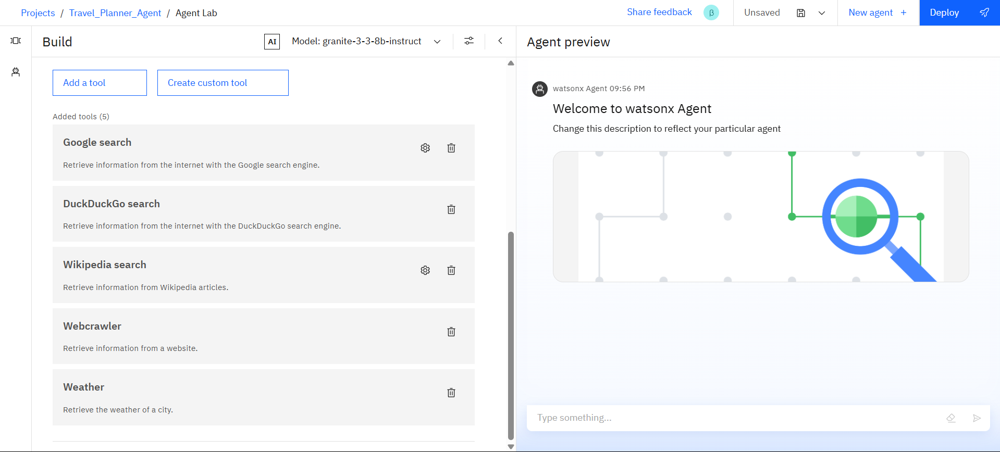 Projects / Travel_Planner_Agent / Agent Lab
Share feedback β Unsaved New agent + Deploy
Build
AI Model: granite-3-3-8b-instruct
Agent preview
Add a tool
Create custom tool
Added tools (5)
Google search
Retrieve information from the internet with the Google search engine.
DuckDuckGo search
Retrieve information from the internet with the DuckDuckGo search engine.
Wikipedia search
Retrieve information from Wikipedia articles.
Webcrawler
Retrieve information from a website.
Weather
Retrieve the weather of a city.
watsonx Agent 09:56 PM
Welcome to watsonx Agent
Change this description to reflect your particular agent
Type something...